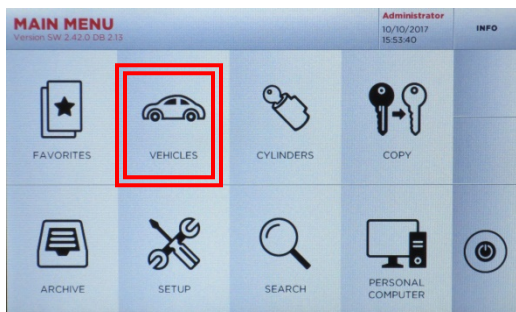 MAIN MENU
Version SW 2.42.0 DB 2.13
Administrator
10/10/2017
15:53:40
INFO
FAVORITES
VEHICLES
CYLINDERS
COPY
ARCHIVE
SETUP
SEARCH
PERSONAL
COMPUTER